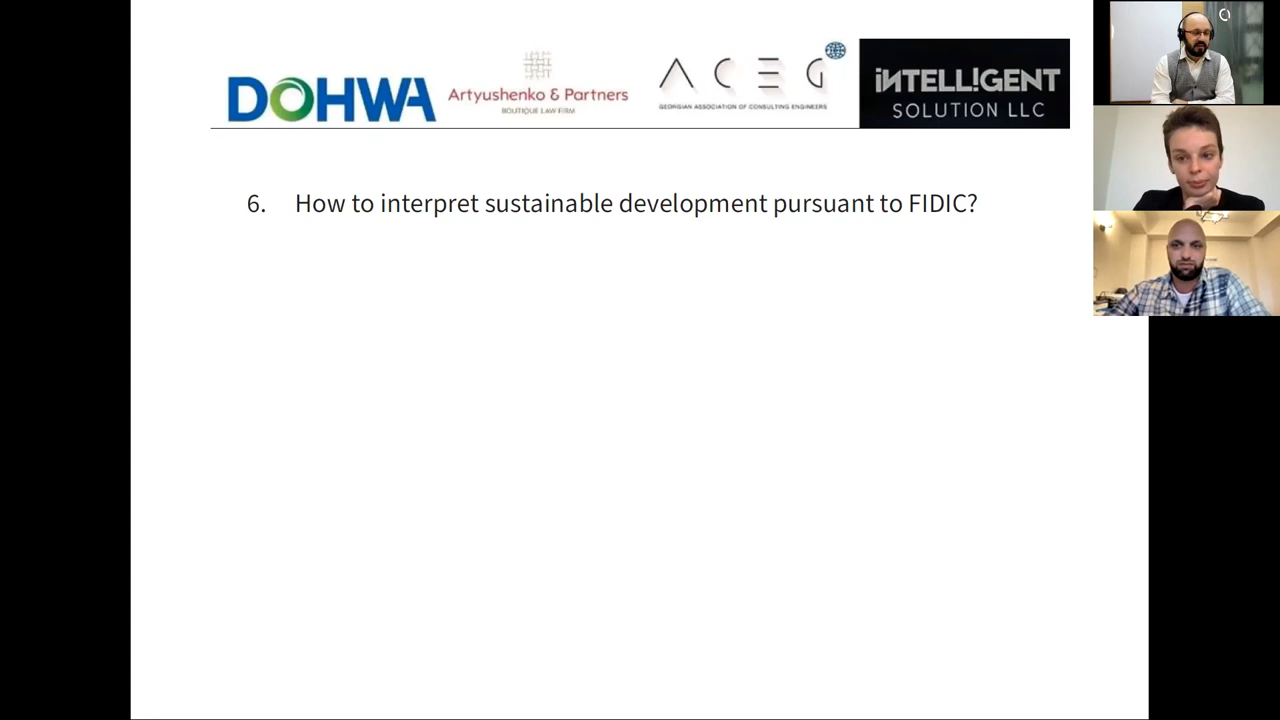 DOHWA
Artyushenko & Partners
BOUTIQUE LAW FIRM
ACEG
GEORGIAN ASSOCIATION OF CONSULTING ENGINEERS
iNTELL!GENT
SOLUTION LLC
6. How to interpret sustainable development pursuant to FIDIC?